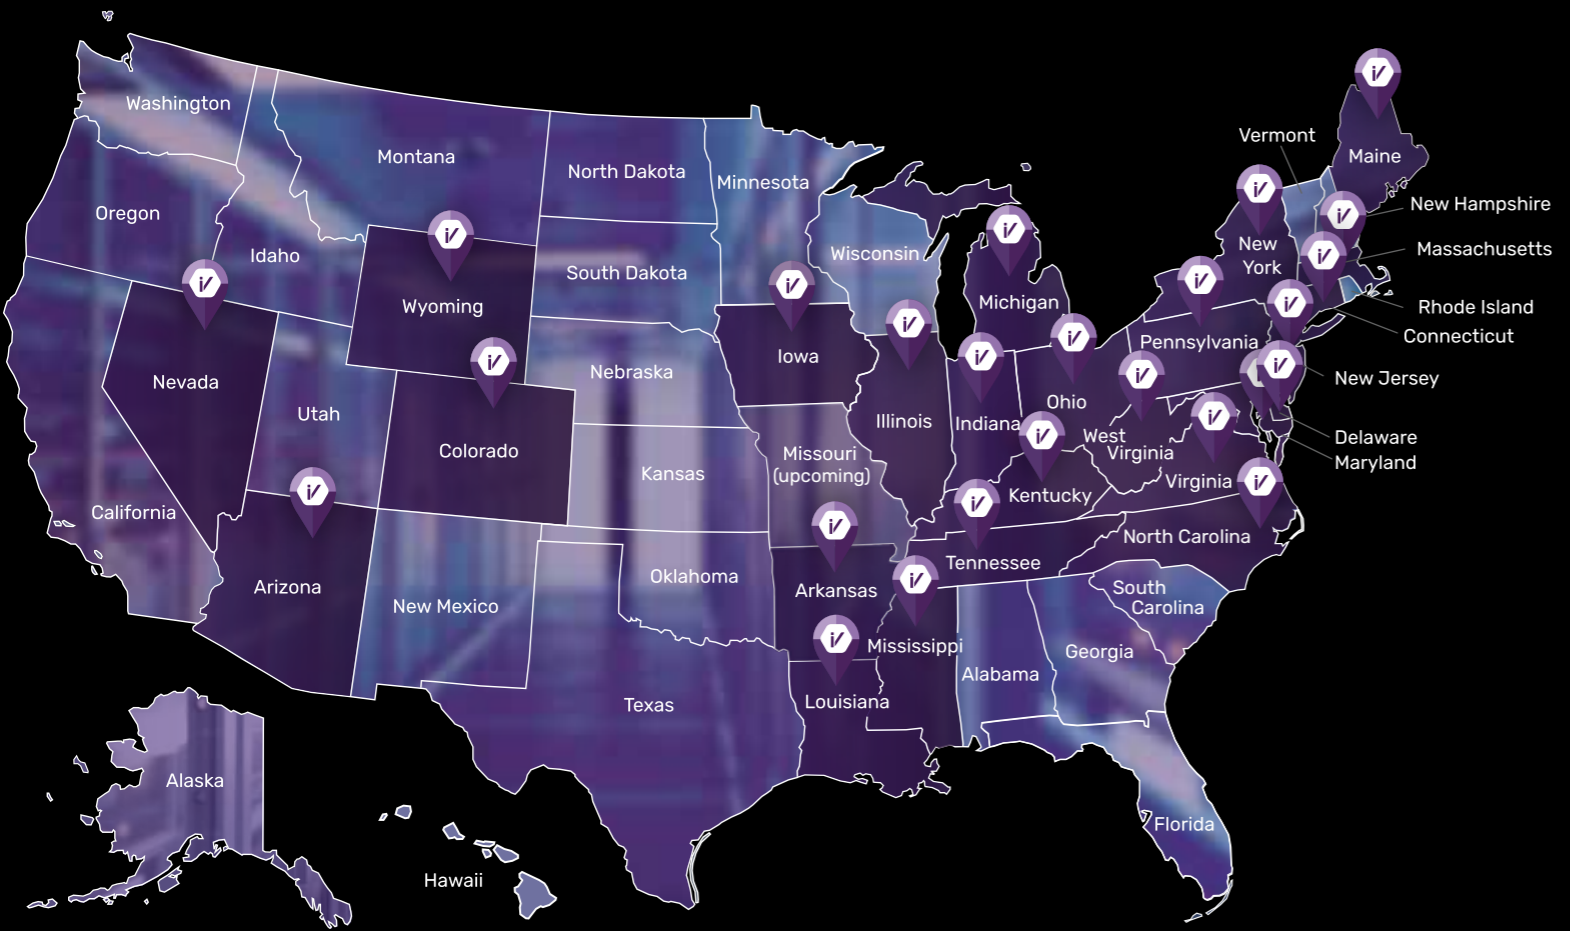 Washington
Montana
North Dakota
Minnesota
Vermont
Maine
Oregon
Idaho
Wyoming
South Dakota
Wisconsin
Michigan
New
York
New Hampshire
Massachusetts
Rhode Island
Connecticut
New Jersey
Delaware
Maryland
Nevada
Utah
Colorado
Nebraska
Iowa
Illinois
Indiana
Ohio
Pennsylvania
West
Virginia
Virginia
California
Arizona
New Mexico
Kansas
Missouri
(upcoming)
Kentucky
North Carolina
Tennessee
Oklahoma
Arkansas
South
Carolina
Mississippi
Alabama
Georgia
Texas
Louisiana
Florida
Alaska
Hawaii